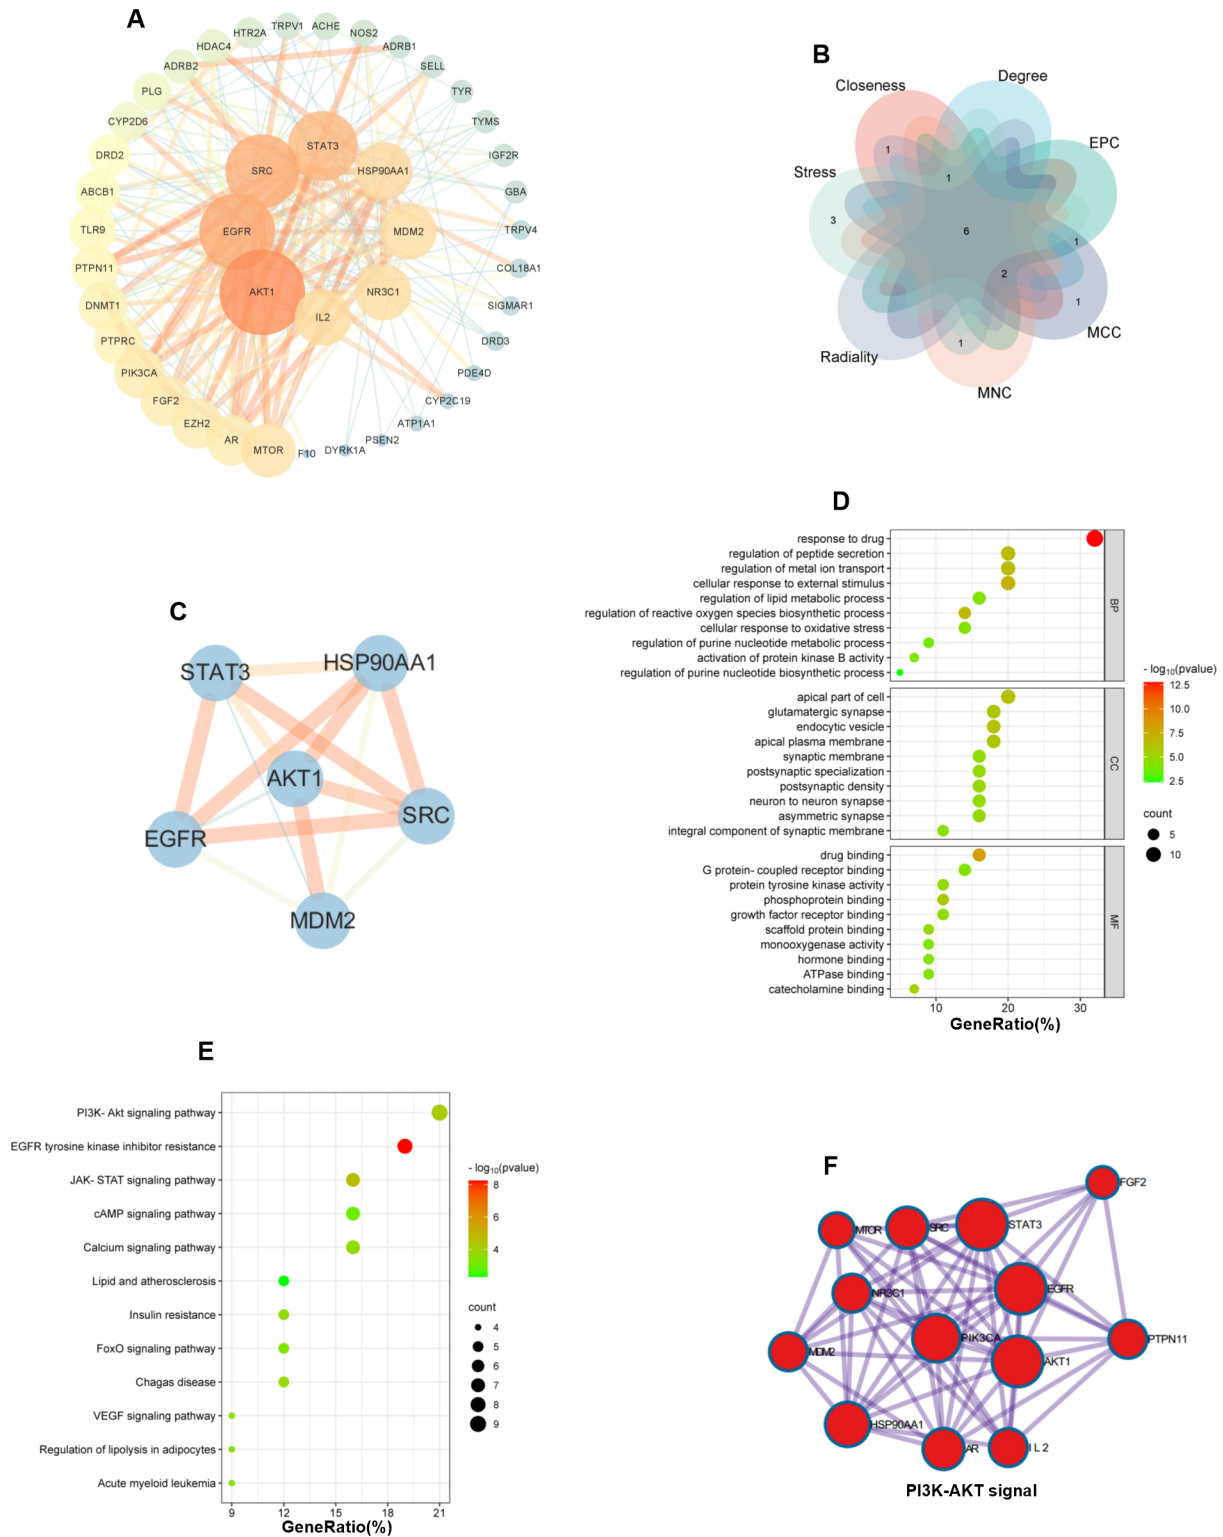 A
TRPV1
ACHE
HTR2A
NOS2
HDAC4
ADRB1
ADRB2
SELL
PLG
TYR
CYP2D6
TYMS
STAT3
DRD2
IGF2R
SRC
HSP90AA1
ABCB1
GBA
TLR9
EGFR
MDM2
TRPV4
PTPN11
COL18A1
AKT1
NR3C1
DNMT1
SIGMAR1
IL2
PTPRC
DRD3
PIK3CA
PDE4D
FGF2
CYP2C19
EZH2
ATP1A1
AR
PSEN2
MTOR
F10
DYRK1A
B
Degree
Closeness
EPC
1
Stress
1
3
6
1
2
1
MCC
Radiality
1
MNC
C
STAT3
HSP90AA1
AKT1
SRC
EGFR
MDM2
D
response to drug
regulation of peptide secretion
regulation of metal ion transport
cellular response to external stimulus
regulation of lipid metabolic process
regulation of reactive oxygen species biosynthetic process
cellular response to oxidative stress
regulation of purine nucleotide metabolic process
activation of protein kinase B activity
regulation of purine nucleotide biosynthetic process
BP
apical part of cell
glutamatergic synapse
endocytic vesicle
apical plasma membrane
synaptic membrane
postsynaptic specialization
postsynaptic density
neuron to neuron synapse
asymmetric synapse
integral component of synaptic membrane
CC
drug binding
G protein- coupled receptor binding
protein tyrosine kinase activity
phosphoprotein binding
growth factor receptor binding
scaffold protein binding
monooxygenase activity
hormone binding
ATPase binding
catecholamine binding
MF
10 20 30
GeneRatio(%)
- log10(pvalue)
12.5
10.0
7.5
5.0
2.5
count
5
10
E
PI3K- Akt signaling pathway
EGFR tyrosine kinase inhibitor resistance
JAK- STAT signaling pathway
cAMP signaling pathway
Calcium signaling pathway
Lipid and atherosclerosis
Insulin resistance
FoxO signaling pathway
Chagas disease
VEGF signaling pathway
Regulation of lipolysis in adipocytes
Acute myeloid leukemia
9 12 15 18 21
GeneRatio(%)
- log10(pvalue)
8
6
4
count
4
5
6
7
8
9
F
FGF2
MTOR
SRC
STAT3
NR3C1
EGFR
PIK3CA
PTPN11
MDM2
AKT1
HSP90AA1
AR
IL2
PI3K-AKT signal